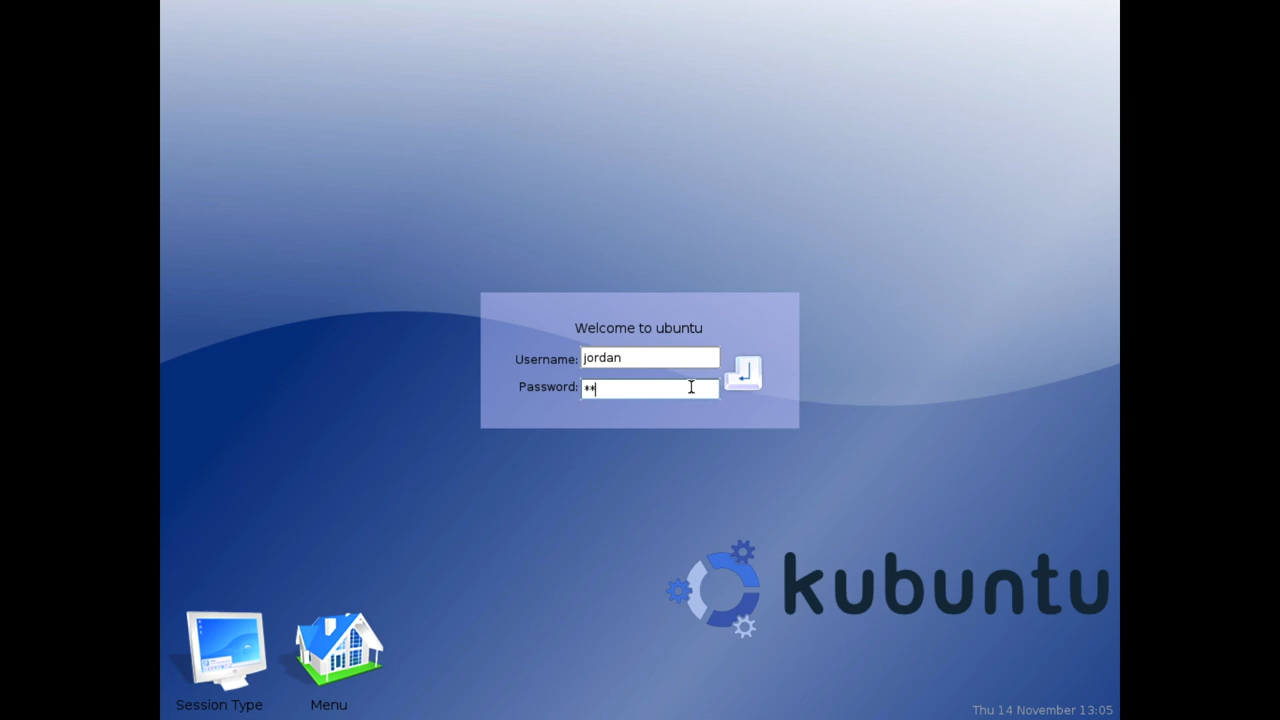 Welcome to ubuntu
Username: jordan
Password: **
kubuntu
Session Type
Menu
Thu 14 November 13:05